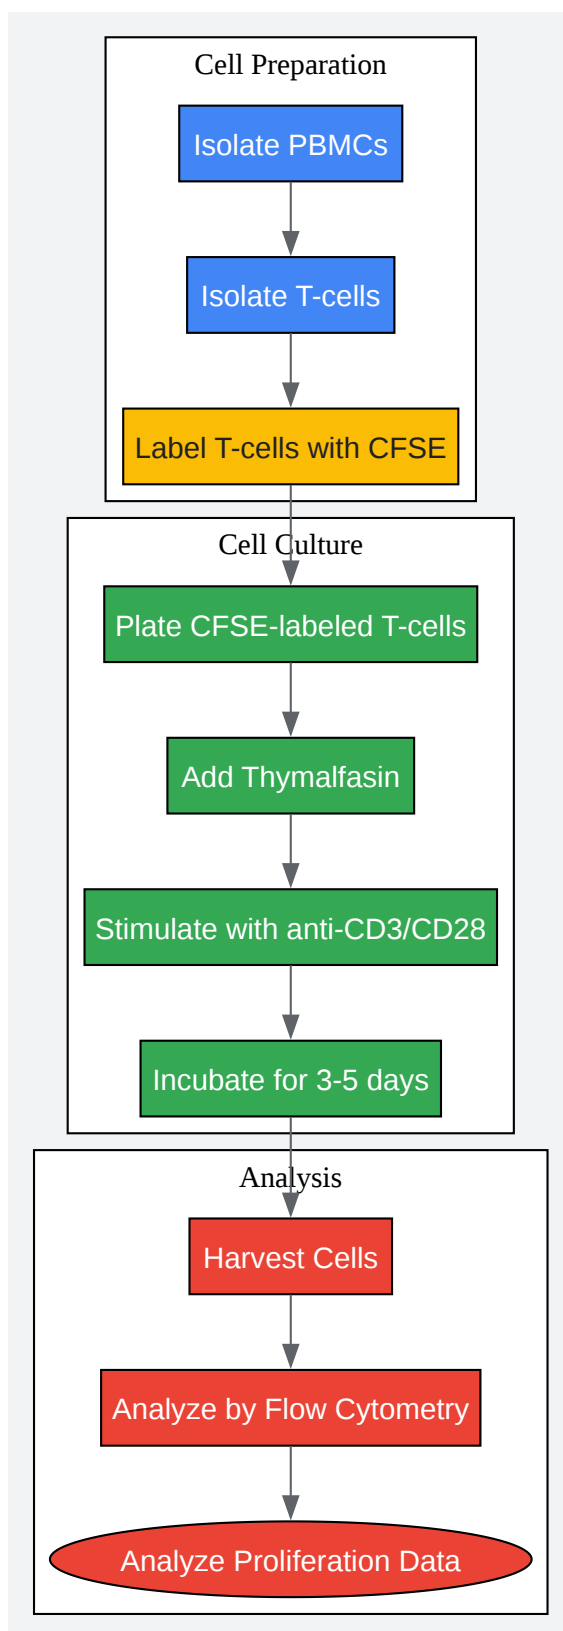 Cell Preparation
Isolate PBMCs
Isolate T-cells
Label T-cells with CFSE
Cell Culture
Plate CFSE-labeled T-cells
Add Thymalfasin
Stimulate with anti-CD3/CD28
Incubate for 3-5 days
Analysis
Harvest Cells
Analyze by Flow Cytometry
Analyze Proliferation Data